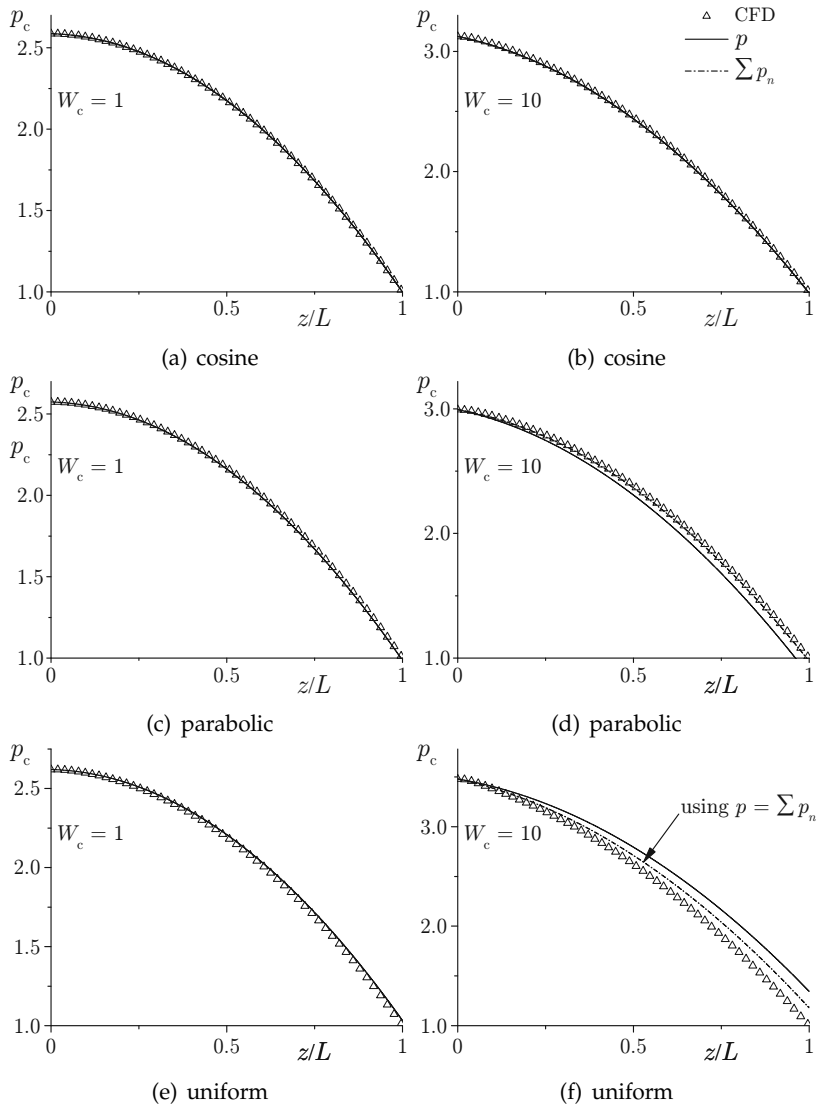 p_c
2.5
2.0
1.5
1.0
W_c = 1
0
0.5
1
z/L
(a) cosine
p_c
3.0
2.0
1.0
W_c = 10
0
0.5
1
z/L
△ CFD
p
∑ p_n
(b) cosine
p_c
2.5
p_c
2.0
1.5
1.0
W_c = 1
0
0.5
1
z/L
(c) parabolic
p_c
3.0
2.0
1.0
W_c = 10
0
0.5
1
z/L
(d) parabolic
p_c
2.5
2.0
1.5
1.0
W_c = 1
0
0.5
1
z/L
(e) uniform
p_c
3.0
2.0
1.0
W_c = 10
using p = ∑ p_n
0
0.5
1
z/L
(f) uniform